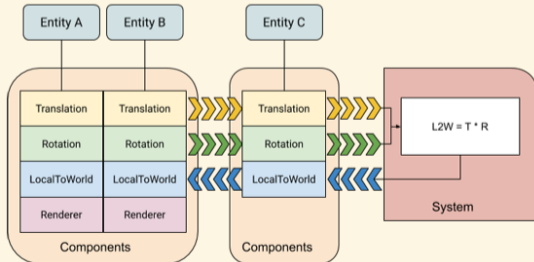 Entity A
Entity B
Entity C
Translation
Translation
Translation
Rotation
Rotation
Rotation
L2W = T * R
LocalToWorld
LocalToWorld
LocalToWorld
Renderer
Renderer
System
Components
Components